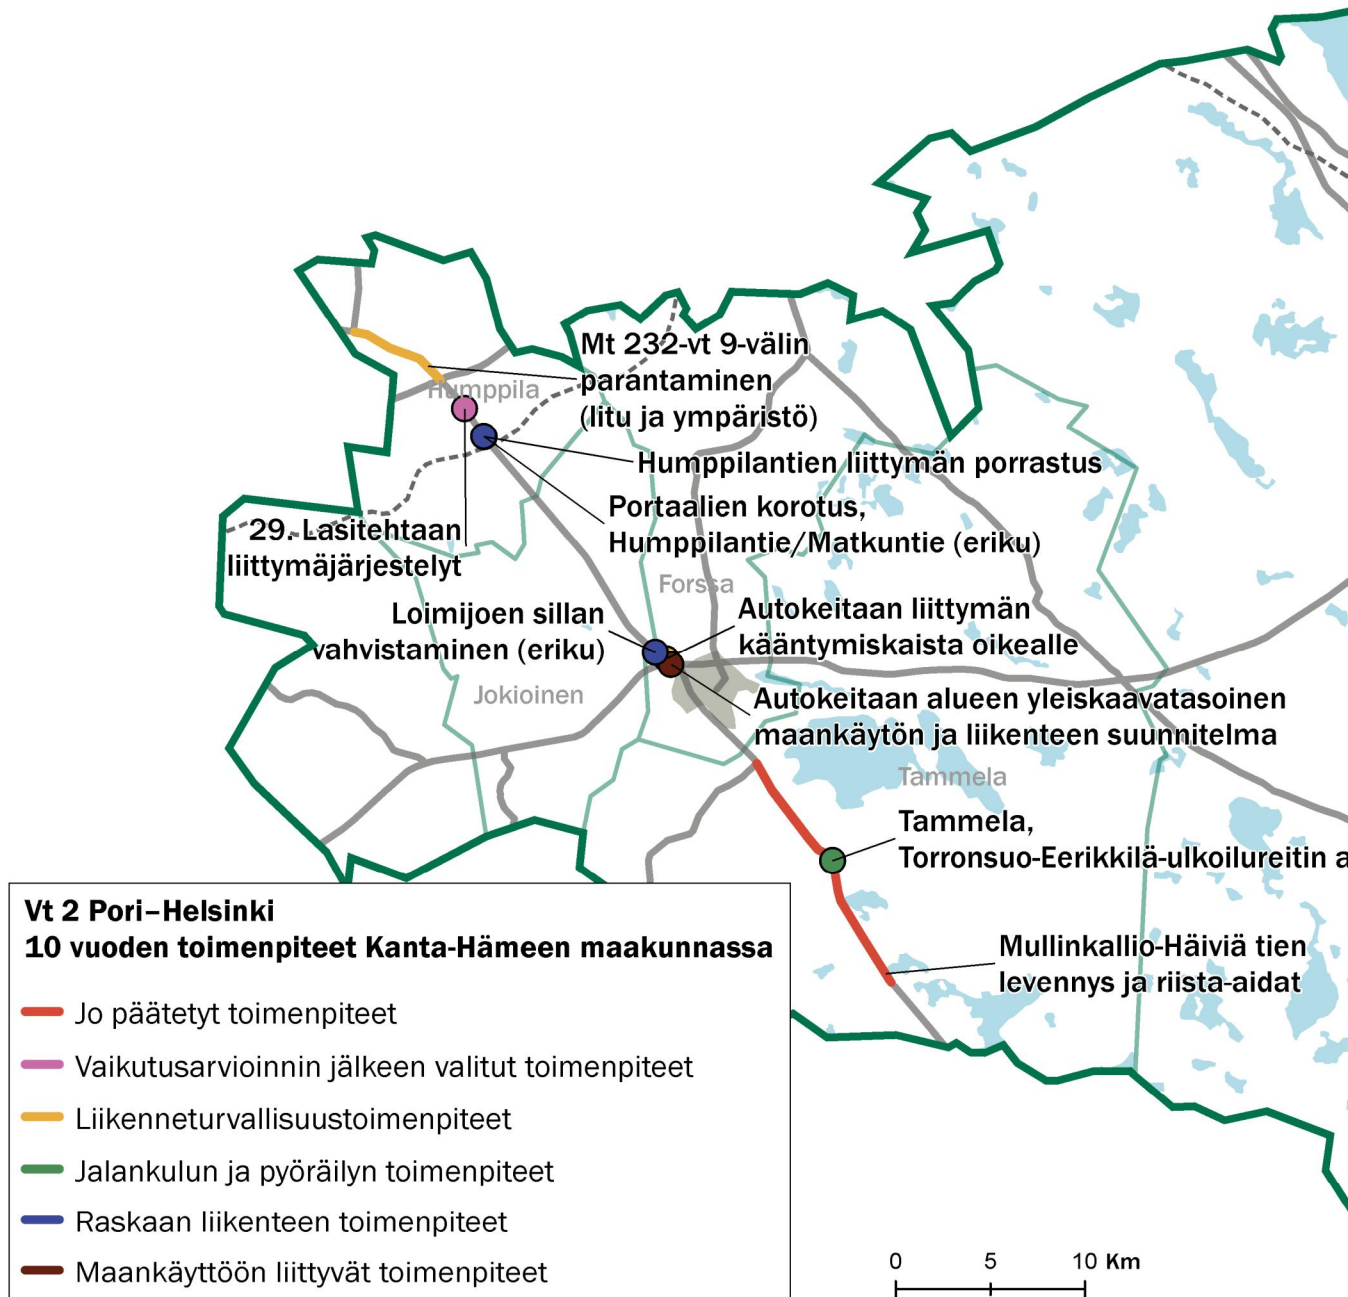 Mt 232-vt 9-välin
parantaminen
(litu ja ympäristö)
Humppila
Humppilantien liittymän porrastus
Portaalien korotus,
Humppilantie/Matkuntie (eriku)
29. Lasitehtaan
liittymäjärjestelyt
Forssa
Loimijoen sillan
vahvistaminen (eriku)
Autokeitaan liittymän
kääntymiskaista oikealle
Jokioinen
Autokeitaan alueen yleiskaavatasoinen
maankäytön ja liikenteen suunnitelma
Tammela
Tammela,
Torronsuo-Eerikkilä-ulkoilureitin a
Mullinkallio-Häiviä tien
levennys ja riista-aidat
Vt 2 Pori–Helsinki
10 vuoden toimenpiteet Kanta-Hämeen maakunnassa
Jo päätetyt toimenpiteet
Vaikutusarvioinnin jälkeen valitut toimenpiteet
Liikenneturvallisuustoimenpiteet
Jalankulun ja pyöräilyn toimenpiteet
Raskaan liikenteen toimenpiteet
Maankäyttöön liittyvät toimenpiteet
0 5 10 Km